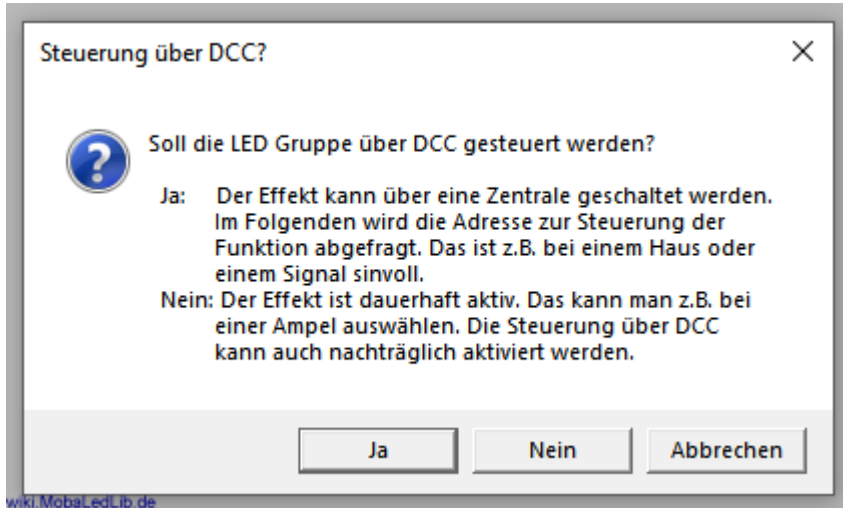 Steuerung über DCC?
Soll die LED Gruppe über DCC gesteuert werden?
Ja: Der Effekt kann über eine Zentrale geschaltet werden.
Im Folgenden wird die Adresse zur Steuerung der
Funktion abgefragt. Das ist z.B. bei einem Haus oder
einem Signal sinvoll.
Nein: Der Effekt ist dauerhaft aktiv. Das kann man z.B. bei
einer Ampel auswählen. Die Steuerung über DCC
kann auch nachträglich aktiviert werden.
Ja
Nein
Abbrechen
wiki.MobaLedLib.de